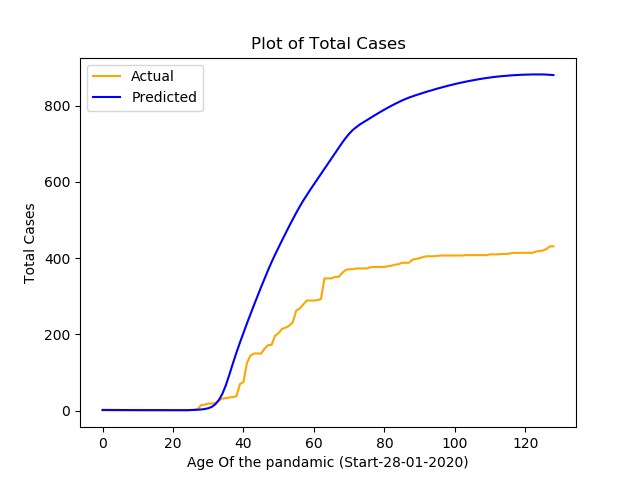 Plot of Total Cases
Actual
Predicted
800
600
400
200
0
Total Cases
0 20 40 60 80 100 120
Age Of the pandamic (Start-28-01-2020)